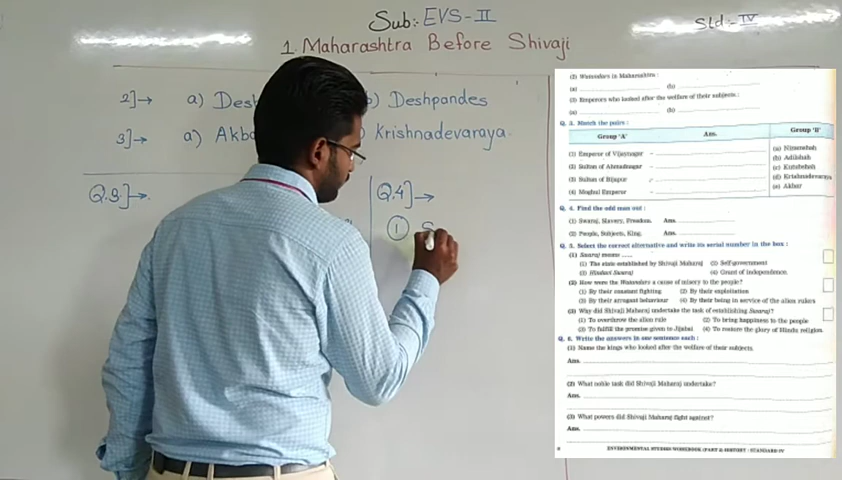 Sub:- EVS-II
Std:- IV
1. Maharashtra Before Shivaji
2]→ a) Desh b) Deshpandes
3]→ a) Akba Krishnadevaraya.
Q.3.]→.
Q.4]→
1 S
(2) Watandars in Maharashtra :
(a) (b)
(3) Emperors who looked after the welfare of their subjects :
(a) (b)
Q. 3. Match the pairs :
Group 'A' Ans. Group 'B'
(1) Emperor of Vijaynagar - (a) Nizamshah
(2) Sultan of Ahmadnagar - (b) Adilshah
(3) Sultan of Bijapur - (c) Kutubshah
(4) Moghul Emperor - (d) Krishnadevaraya
(e) Akbar
Q. 4. Find the odd man out :
(1) Swaraj, Slavery, Freedom. Ans.
(2) People, Subjects, King. Ans.
Q. 5. Select the correct alternative and write its serial number in the box :
(1) Swaraj means .....
(1) The state established by Shivaji Maharaj (2) Self-government
(3) Hindavi Swaraj (4) Grant of independence.
(2) How were the Watandars a cause of misery to the people?
(1) By their constant fighting (2) By their exploitation
(3) By their arrogant behaviour (4) By their being in service of the alien rulers
(3) Why did Shivaji Maharaj undertake the task of establishing Swaraj?
(1) To overthrow the alien rule (2) To bring happiness to the people
(3) To fulfill the promise given to Jijabai (4) To restore the glory of Hindu religion.
Q. 6. Write the answers in one sentence each :
(1) Name the kings who looked after the welfare of their subjects.
Ans.
(2) What noble task did Shivaji Maharaj undertake?
Ans.
(3) What powers did Shivaji Maharaj fight against?
Ans.
6 ENVIRONMENTAL STUDIES WORKBOOK (PART 2) HISTORY : STANDARD IV